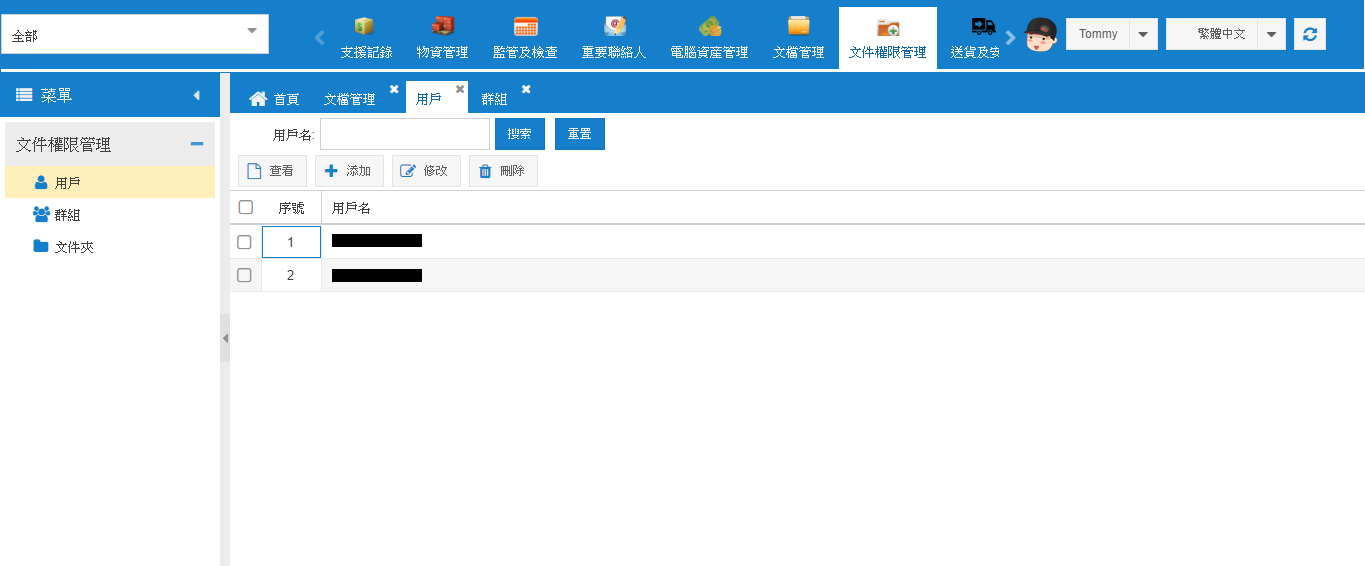 全部
支援記錄
物資管理
監管及檢查
重要聯絡人
電腦資産管理
文檔管理
文件權限管理
送貨及安
Tommy
繁體中文
菜單
首頁
文檔管理
用戶
群組
文件權限管理
用戶
群組
文件夾
用戶名:
搜索
重置
查看
添加
修改
刪除
序號
用戶名
1
2